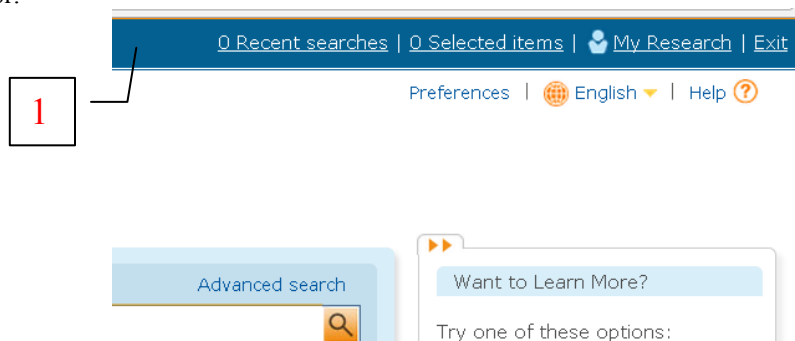 or?
0 Recent searches | 0 Selected items | My Research | Exit
1
Preferences | English | Help ?
Advanced search
Want to Learn More?
Try one of these options: